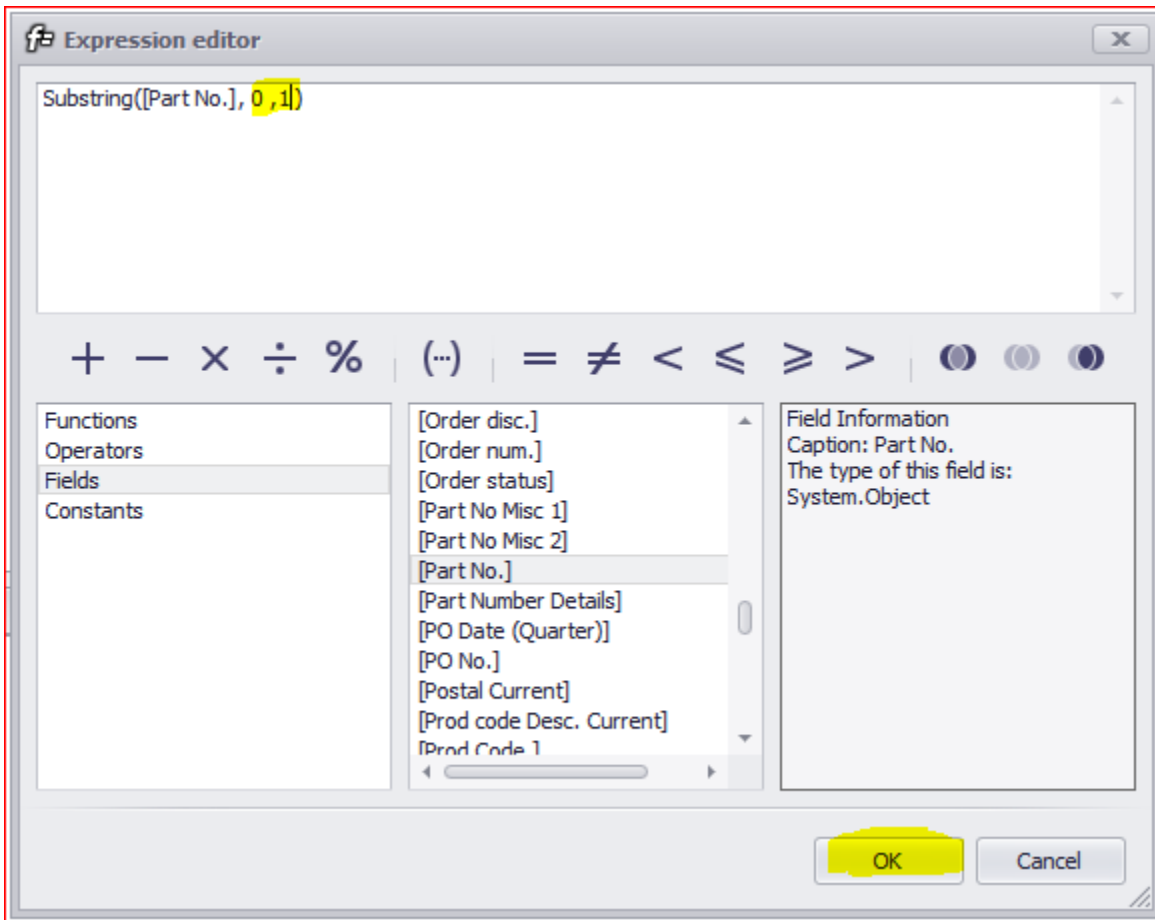 Expression editor
Substring([Part No.], 0 ,1)
+ − × ÷ % (...) = ≠ < ≤ ≥ >
Functions
Operators
Fields
Constants
[Order disc.]
[Order num.]
[Order status]
[Part No Misc 1]
[Part No Misc 2]
[Part No.]
[Part Number Details]
[PO Date (Quarter)]
[PO No.]
[Postal Current]
[Prod code Desc. Current]
[Prod Code ]
Field Information
Caption: Part No.
The type of this field is:
System.Object
OK Cancel